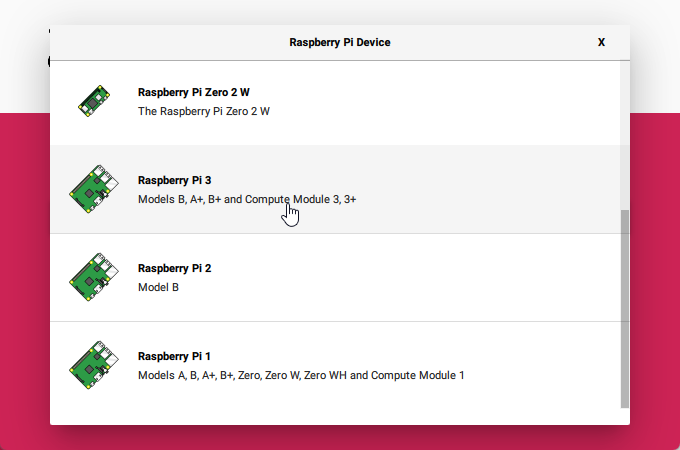 Raspberry Pi Device
X
Raspberry Pi Zero 2 W
The Raspberry Pi Zero 2 W
Raspberry Pi 3
Models B, A+, B+ and Compute Module 3, 3+
Raspberry Pi 2
Model B
Raspberry Pi 1
Models A, B, A+, B+, Zero, Zero W, Zero WH and Compute Module 1